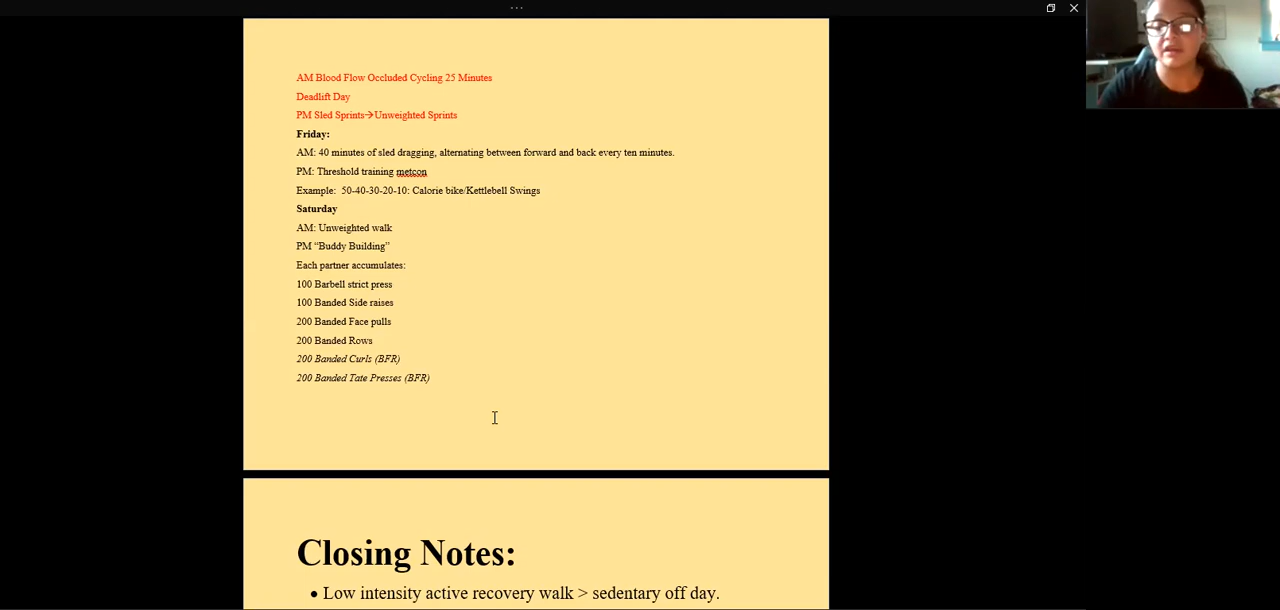 AM Blood Flow Occluded Cycling 25 Minutes
Deadlift Day
PM Sled Sprints→Unweighted Sprints
Friday:
AM: 40 minutes of sled dragging, alternating between forward and back every ten minutes.
PM: Threshold training metcon
Example:  50-40-30-20-10: Calorie bike/Kettlebell Swings
Saturday
AM: Unweighted walk
PM “Buddy Building”
Each partner accumulates:
100 Barbell strict press
100 Banded Side raises
200 Banded Face pulls
200 Banded Rows
200 Banded Curls (BFR)
200 Banded Tate Presses (BFR)
Closing Notes:
• Low intensity active recovery walk > sedentary off day.